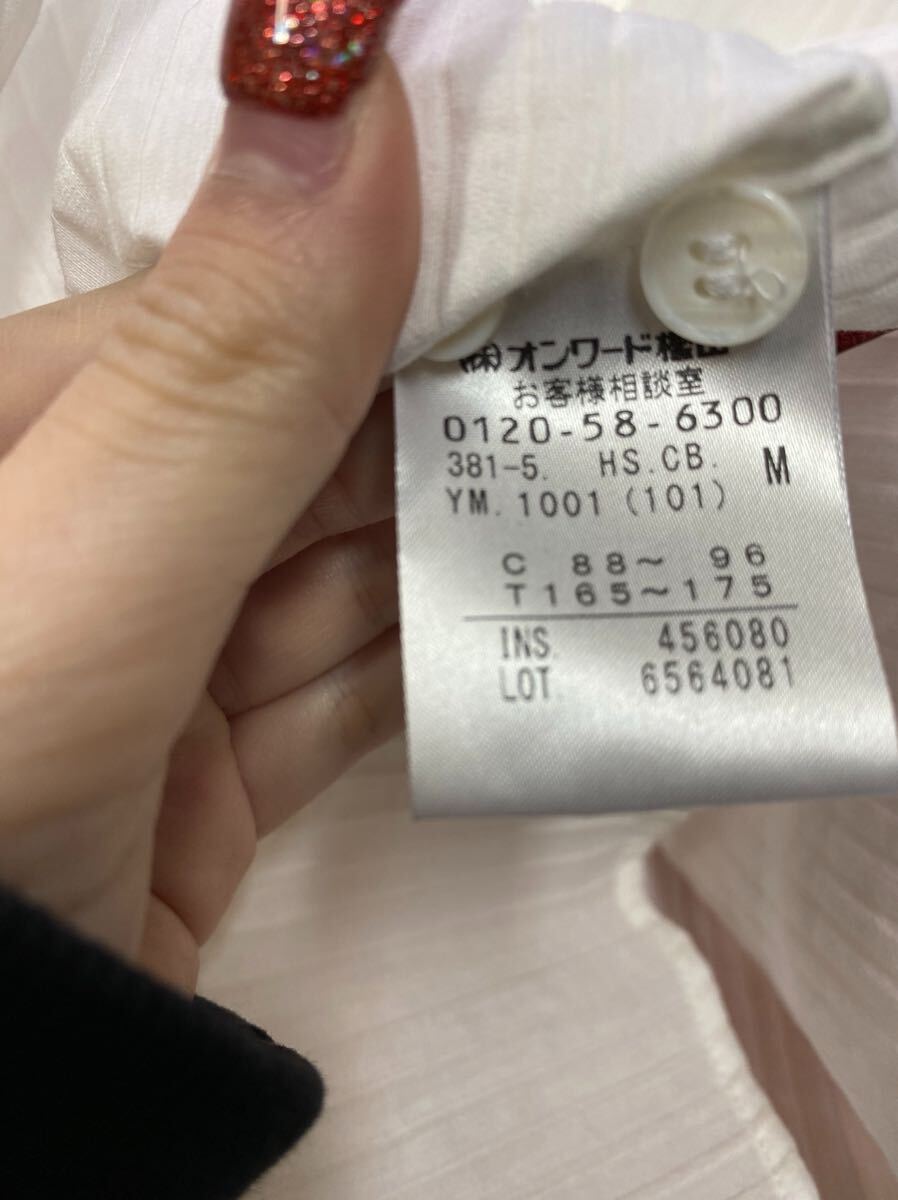 (株)オンワード樫山
お客様相談室
0120-58-6300
381-5. HS.CB. M
YM. 1001 (101)
C 88～ 96
T165～175
INS. 456080
LOT. 6564081